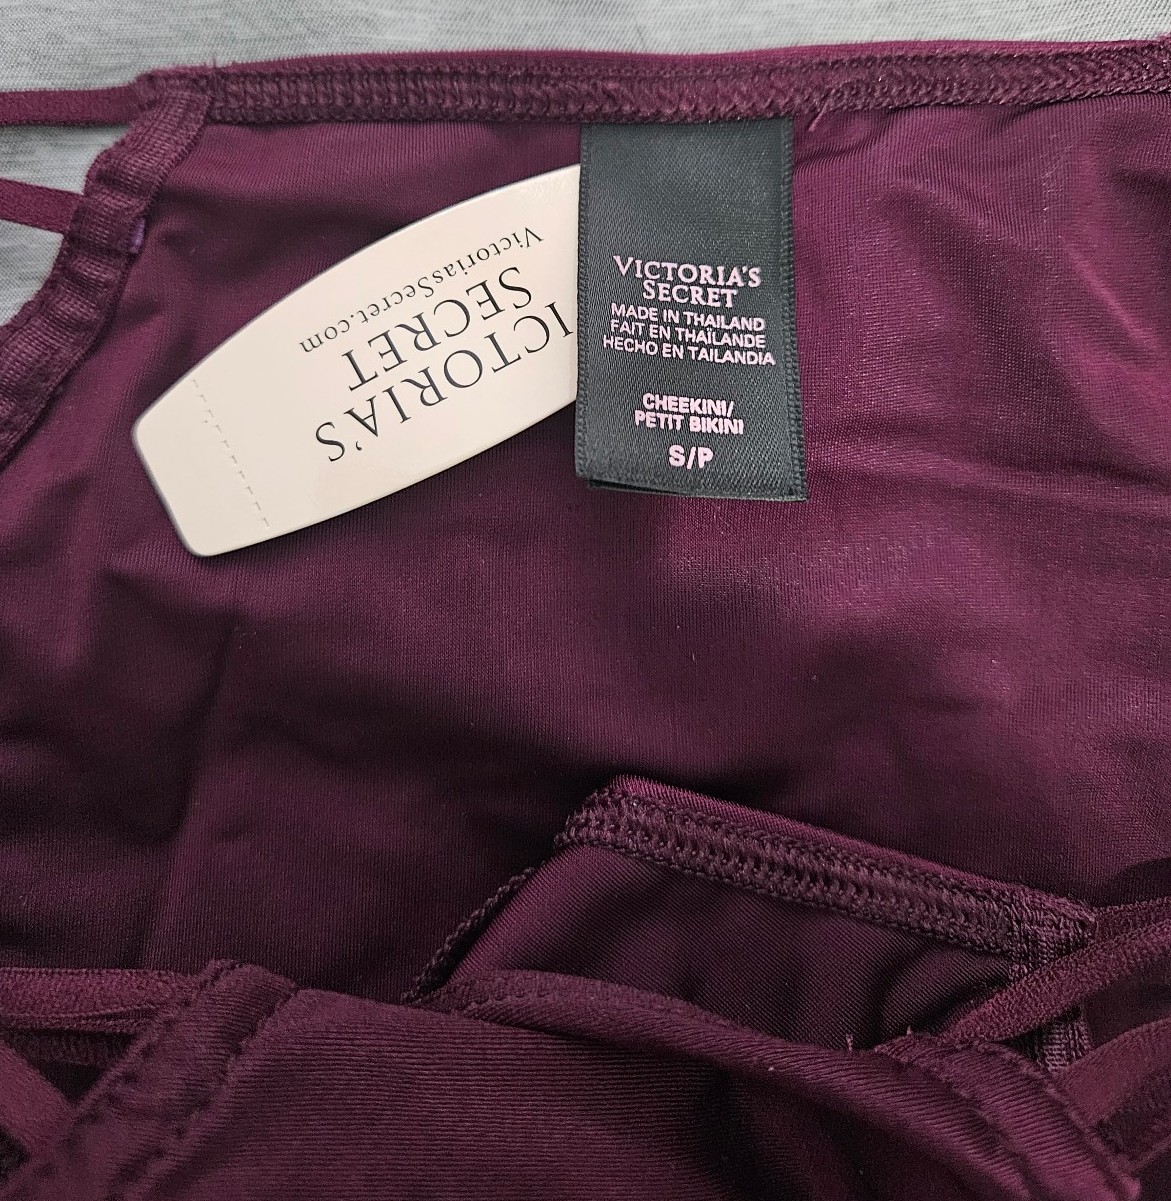 VICTORIA'S
SECRET
MADE IN THAILAND
FAIT EN THAÏLANDE
HECHO EN TAILANDIA
CHEEKINI/
PETIT BIKINI
S/P
VICTORIA'S
SECRET
VictoriasSecret.com